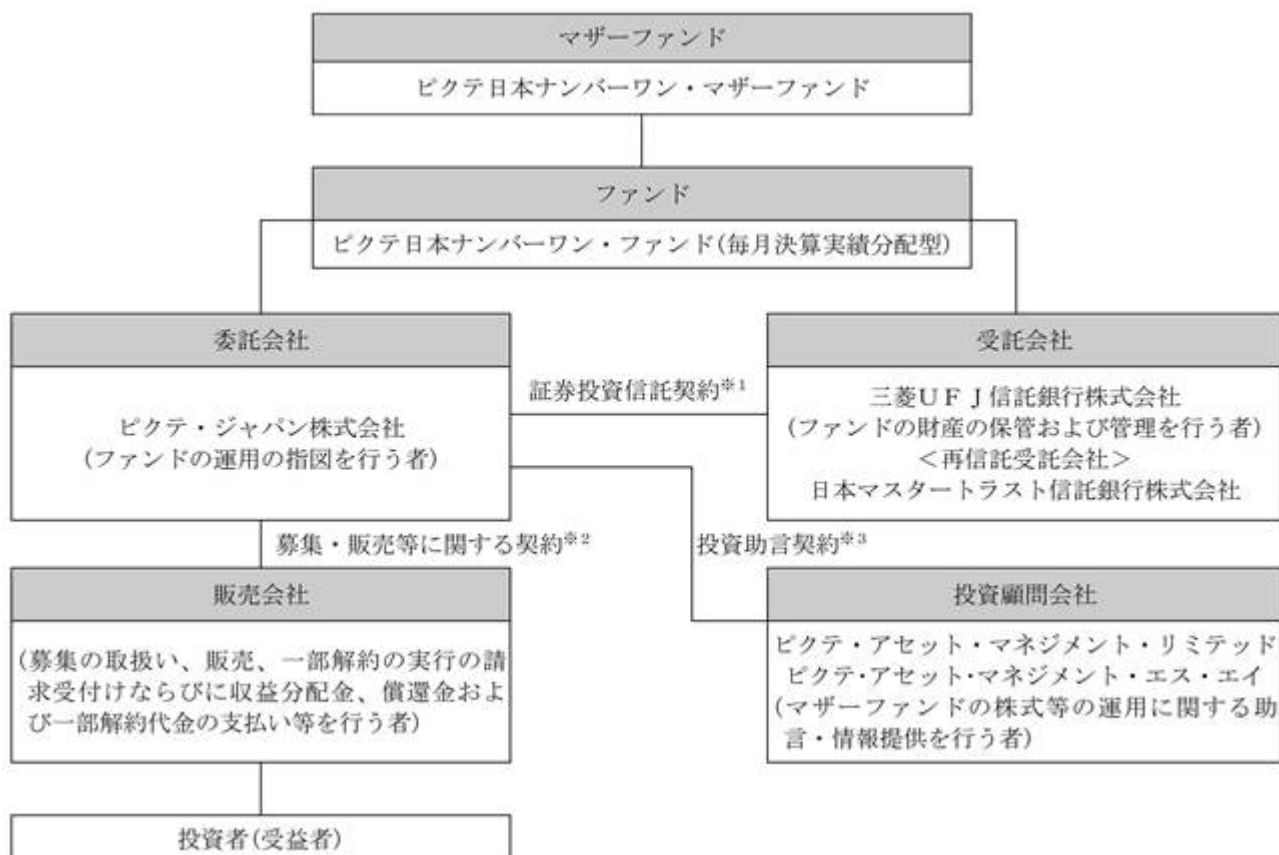 マザーファンド
ピクテ日本ナンバーワン・マザーファンド
ファンド
ピクテ日本ナンバーワン・ファンド(毎月決算実績分配型)
委託会社
ピクテ・ジャパン株式会社
(ファンドの運用の指図を行う者)
証券投資信託契約※1
受託会社
三菱UFJ信託銀行株式会社
(ファンドの財産の保管および管理を行う者)
<再信託受託会社>
日本マスタートラスト信託銀行株式会社
募集・販売等に関する契約※2
投資助言契約※3
販売会社
(募集の取扱い、販売、一部解約の実行の請
求受付けならびに収益分配金、償還金およ
び一部解約代金の支払い等を行う者)
投資顧問会社
ピクテ・アセット・マネジメント・リミテッド
ピクテ・アセット・マネジメント・エス・エイ
(マザーファンドの株式等の運用に関する助
言・情報提供を行う者)
投資者(受益者)